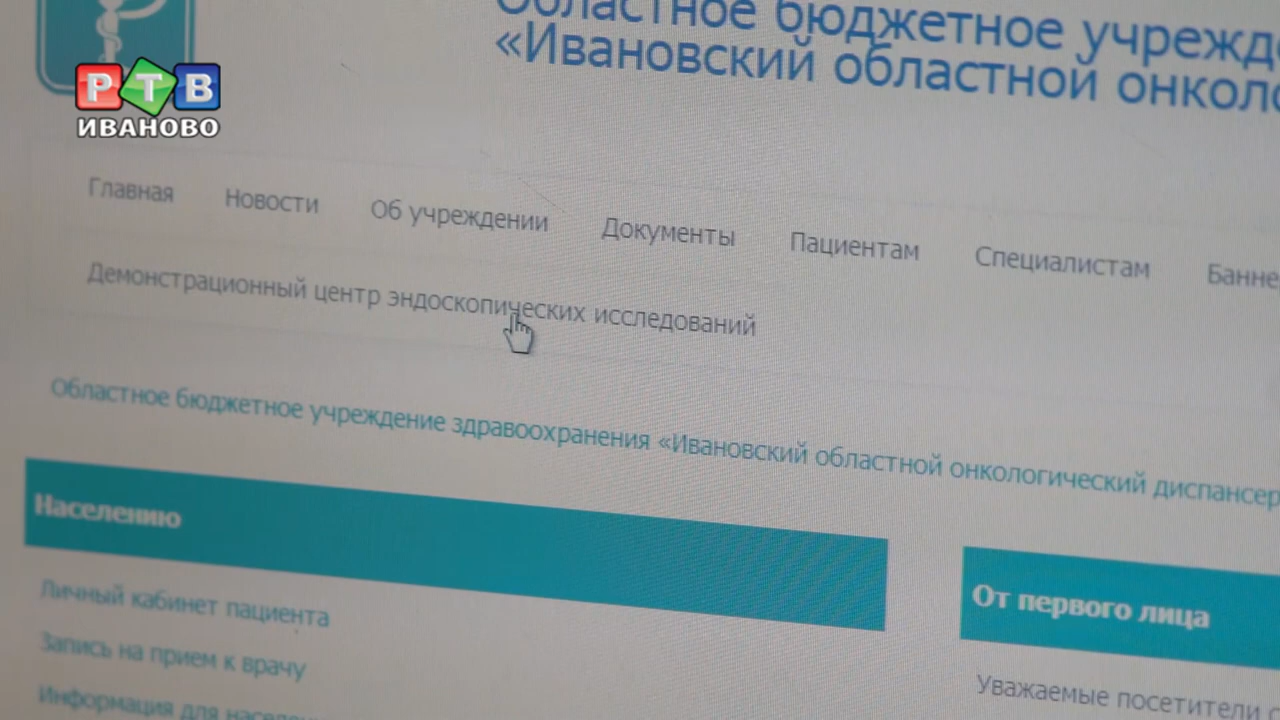 Областное бюджетное
«Ивановский областной
РТВ
ИВАНОВО
Главная Новости Об учреждении Документы Пациентам Специалистам
Демонстрационный центр эндоскопических исследований
Областное бюджетное учреждение здравоохранения «Ивановский областной онкологический диспансер
Населению
От первого лица
Личный кабинет пациента
Запись на прием к врачу
Уважаемые посетители
Информация для